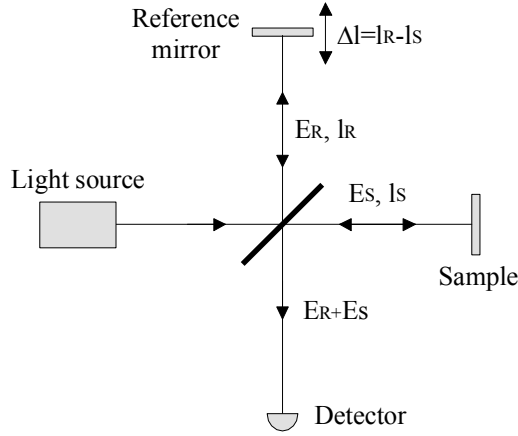 Reference
mirror
Δl=lR-lS
ER, lR
Light source
ES, lS
Sample
ER+ES
Detector